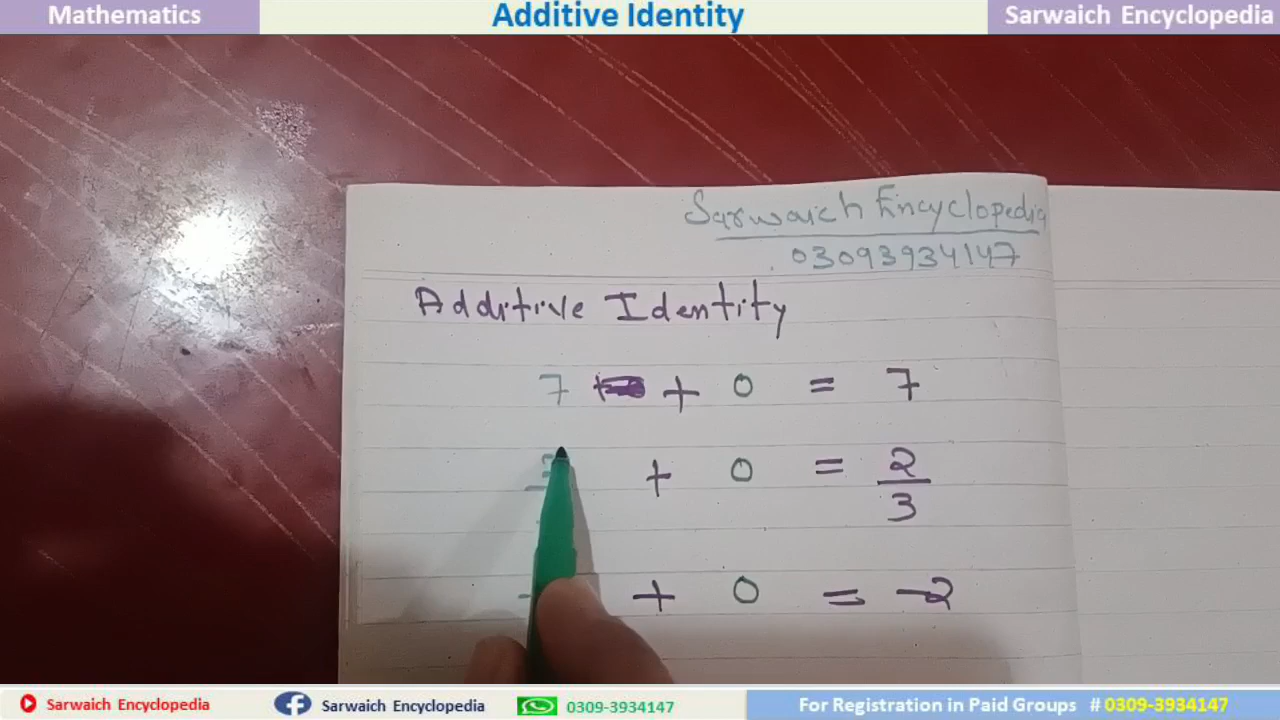 Mathematics
Additive Identity
Sarwaich Encyclopedia
Sarwaich Encyclopedia
03093934147
Additive Identity
7 + 0 = 7
+ 0 = 2/3
+ 0 = -2
Sarwaich Encyclopedia
Sarwaich Encyclopedia
0309-3934147
For Registration in Paid Groups # 0309-3934147